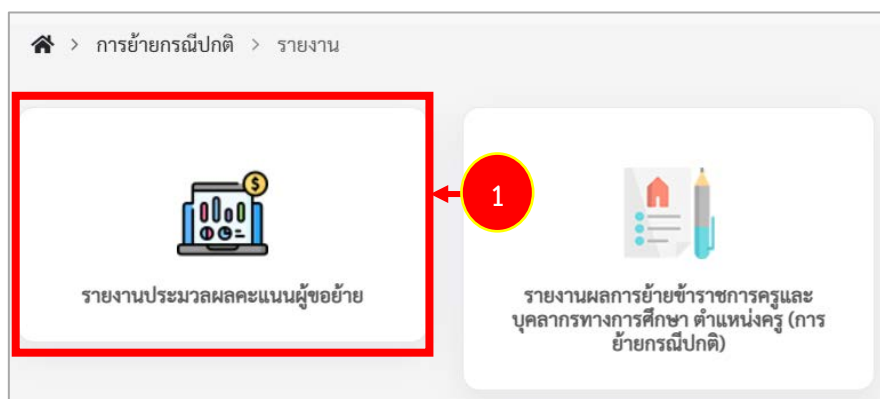 > การย้ายกรณีปกติ > รายงาน
$
1
รายงานประมวลผลคะแนนผู้ขอย้าย
รายงานผลการย้ายข้าราชการครูและ
บุคลากรทางการศึกษา ตำแหน่งครู (การ
ย้ายกรณีปกติ)